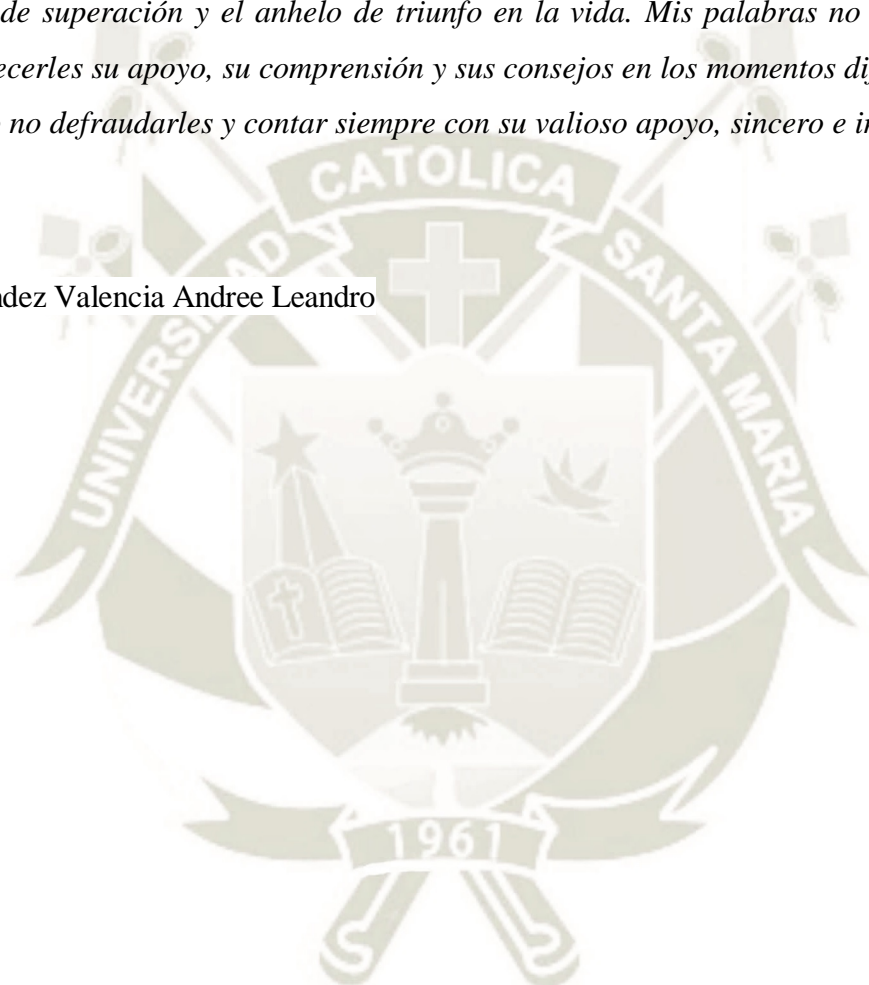 de superación y el anhelo de triunfo en la vida. Mis palabras no
ecerles su apoyo, su comprensión y sus consejos en los momentos
no defraudarles y contar siempre con su valioso apoyo, sincero e
ndez Valencia Andree Leandro
UNIVERSIDAD CATOLICA SANTA MARIA
1961